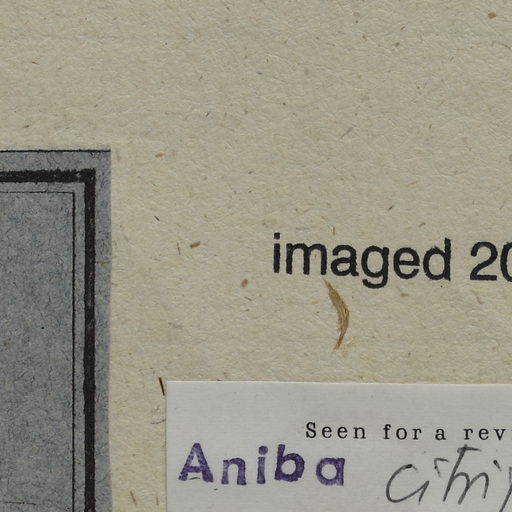 imaged 20
Seen for a rev
Aniba